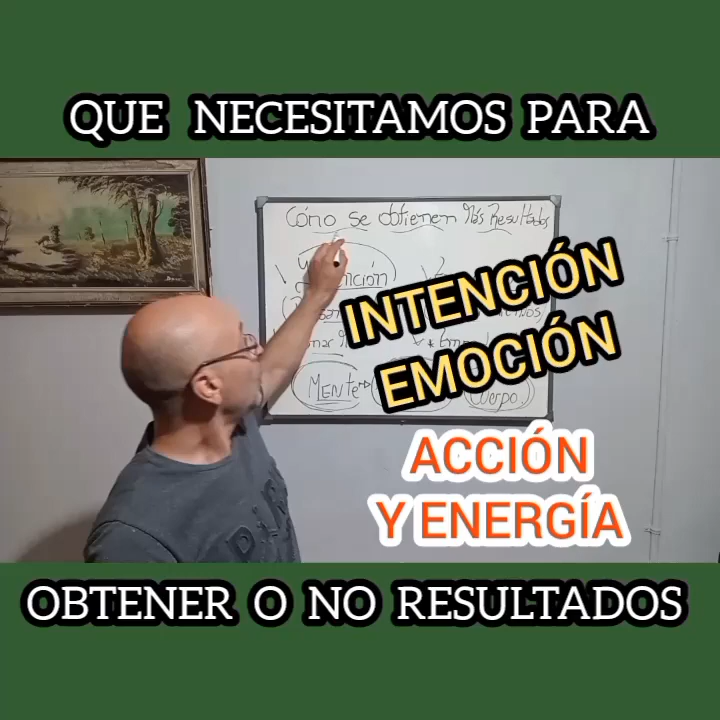 QUE NECESITAMOS PARA
Cómo se obtienen Más Resultados
INTENCIÓN
EMOCIÓN
MENte
Cuerpo
ACCIÓN
Y ENERGÍA
OBTENER O NO RESULTADOS